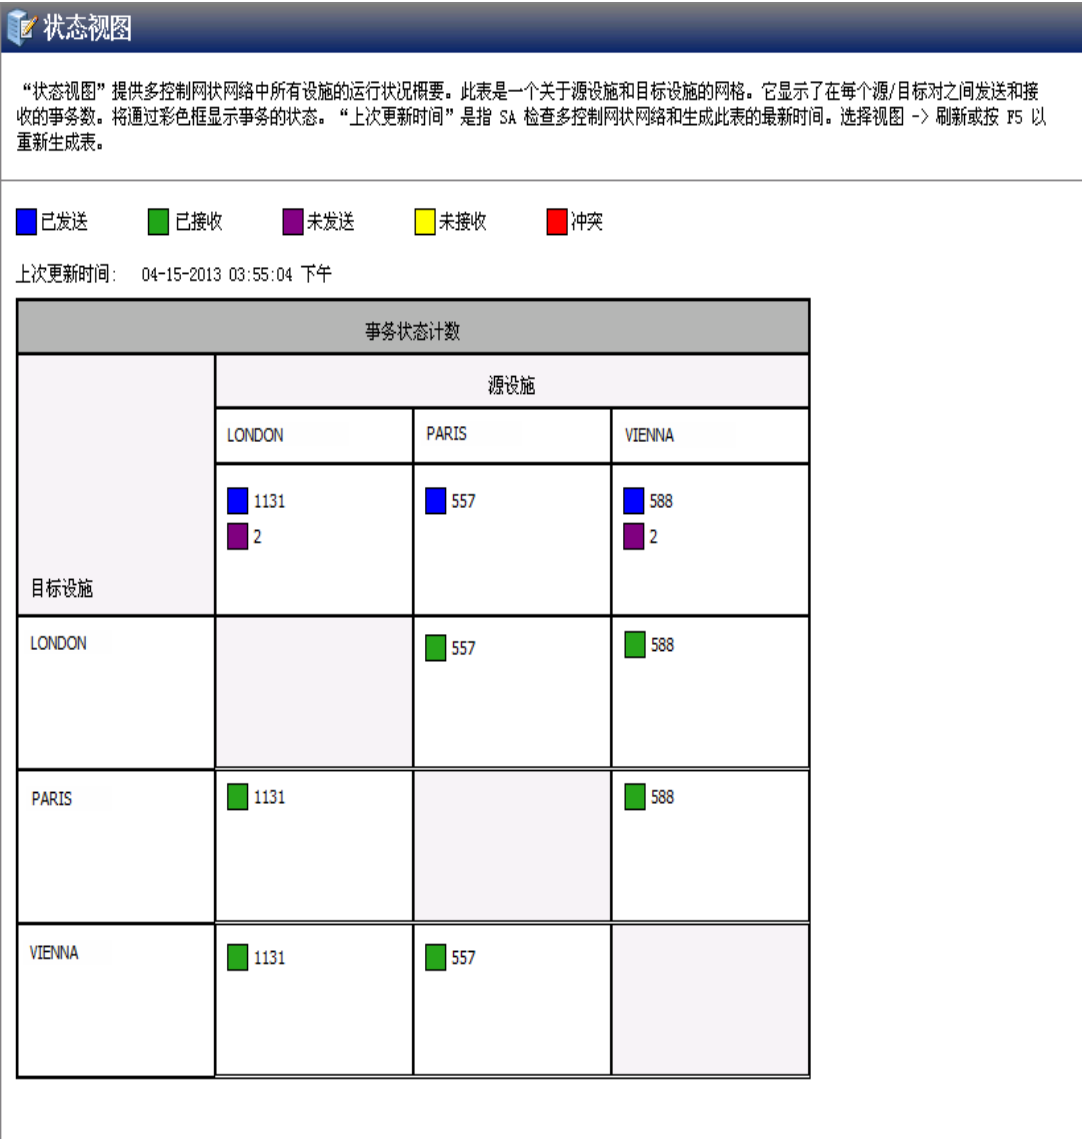 状态视图
“状态视图”提供多控制网状网络中所有设施的运行状况概要。此表是一个关于源设施和目标设施的网格。它显示了在每个源/目标对之间发送和接
收的事务数。将通过彩色框显示事务的状态。“上次更新时间”是指 SA 检查多控制网状网络和生成此表的最新时间。选择视图 -> 刷新或按 F5 以
重新生成表。
已发送 已接收 未发送 未接收 冲突
上次更新时间: 04-15-2013 03:55:04 下午
事务状态计数
源设施
LONDON PARIS VIENNA
1131 557 588
2 2
目标设施
LONDON 557 588
PARIS 1131 588
VIENNA 1131 557